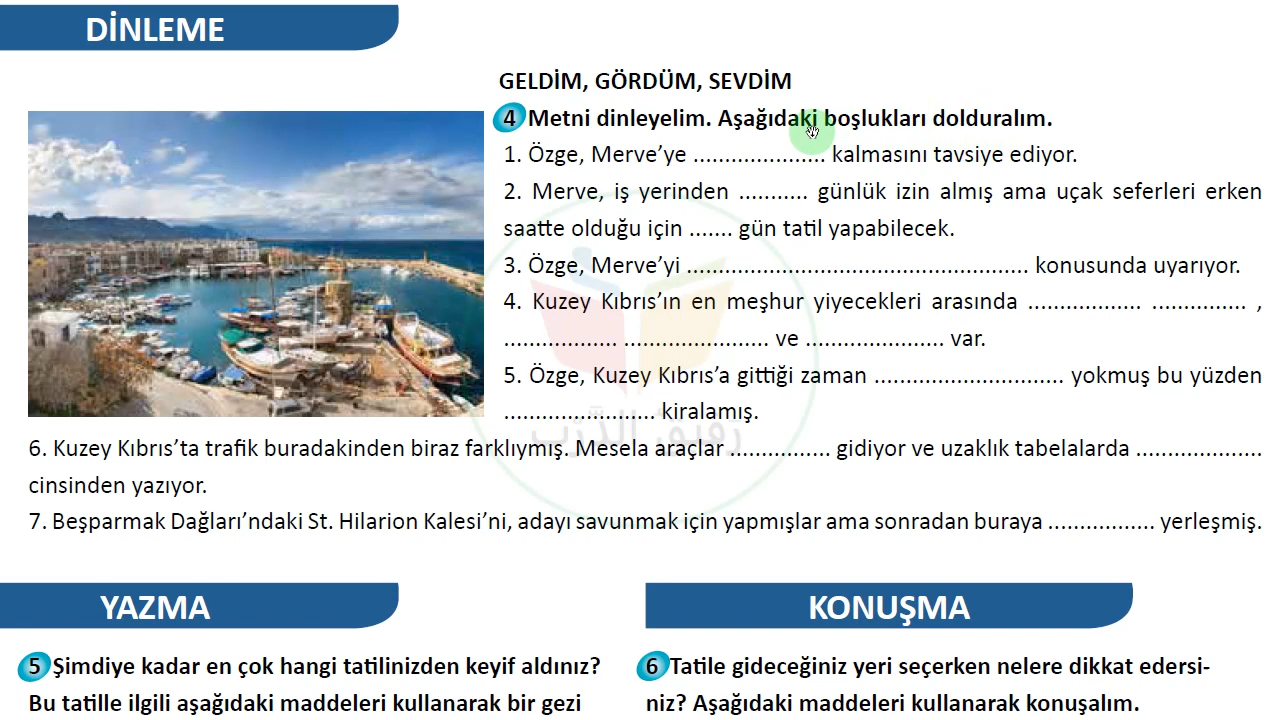 DİNLEME
GELDİM, GÖRDÜM, SEVDİM
4 Metni dinleyelim. Aşağıdaki boşlukları dolduralım.
1. Özge, Merve’ye ..................... kalmasını tavsiye ediyor.
2. Merve, iş yerinden ........... günlük izin almış ama uçak seferleri erken
saatte olduğu için ....... gün tatil yapabilecek.
3. Özge, Merve’yi ...................................................... konusunda uyarıyor.
4. Kuzey Kıbrıs’ın en meşhur yiyecekleri arasında .................. ............... ,
.................. ....................... ve ...................... var.
5. Özge, Kuzey Kıbrıs’a gittiği zaman .............................. yokmuş bu yüzden
........................ kiralamış.
6. Kuzey Kıbrıs’ta trafik buradakinden biraz farklıymış. Mesela araçlar ................ gidiyor ve uzaklık tabelalarda ....................
cinsinden yazıyor.
7. Beşparmak Dağları’ndaki St. Hilarion Kalesi’ni, adayı savunmak için yapmışlar ama sonradan buraya ................. yerleşmiş.
رفيق الدَّرب
YAZMA
5 Şimdiye kadar en çok hangi tatilinizden keyif aldınız?
Bu tatille ilgili aşağıdaki maddeleri kullanarak bir gezi
KONUŞMA
6 Tatile gideceğiniz yeri seçerken nelere dikkat edersi-
niz? Aşağıdaki maddeleri kullanarak konuşalım.